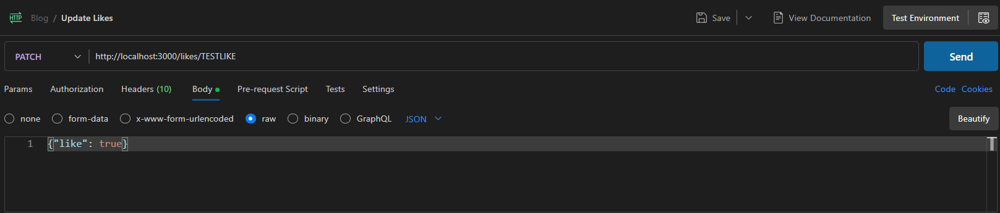 HTTP Blog / Update Likes Save View Documentation Test Environment
PATCH http://localhost:3000/likes/TESTLIKE Send
Params Authorization Headers (10) Body Pre-request Script Tests Settings Code Cookies
none form-data x-www-form-urlencoded raw binary GraphQL JSON Beautify
1 {"like": true}